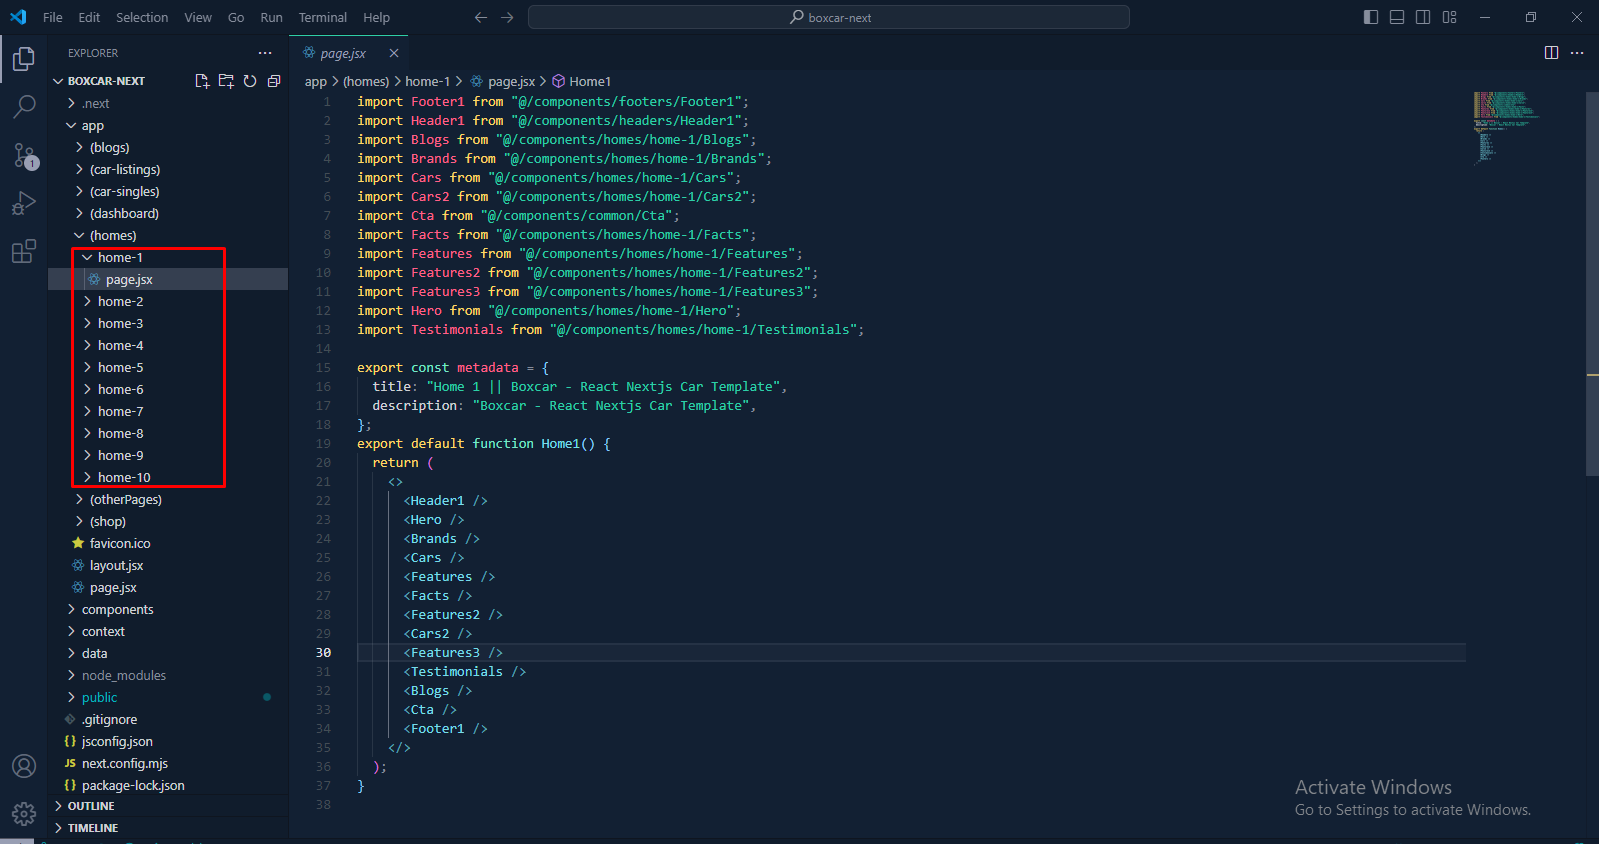 File Edit Selection View Go Run Terminal Help
boxcar-next
EXPLORER
BOXCAR-NEXT
.next
app
(blogs)
(car-listings)
(car-singles)
(dashboard)
(homes)
home-1
page.jsx
home-2
home-3
home-4
home-5
home-6
home-7
home-8
home-9
home-10
(otherPages)
(shop)
favicon.ico
layout.jsx
page.jsx
components
context
data
node_modules
public
.gitignore
{} jsconfig.json
JS next.config.mjs
{} package-lock.json
OUTLINE
TIMELINE
1
page.jsx
app > (homes) > home-1 > page.jsx > Home1
1 import Footer1 from "@/components/footers/Footer1";
2 import Header1 from "@/components/headers/Header1";
3 import Blogs from "@/components/homes/home-1/Blogs";
4 import Brands from "@/components/homes/home-1/Brands";
5 import Cars from "@/components/homes/home-1/Cars";
6 import Cars2 from "@/components/homes/home-1/Cars2";
7 import Cta from "@/components/common/Cta";
8 import Facts from "@/components/homes/home-1/Facts";
9 import Features from "@/components/homes/home-1/Features";
10 import Features2 from "@/components/homes/home-1/Features2";
11 import Features3 from "@/components/homes/home-1/Features3";
12 import Hero from "@/components/homes/home-1/Hero";
13 import Testimonials from "@/components/homes/home-1/Testimonials";
14
15 export const metadata = {
16 title: "Home 1 || Boxcar - React Nextjs Car Template",
17 description: "Boxcar - React Nextjs Car Template",
18 };
19 export default function Home1() {
20 return (
21 <>
22 <Header1 />
23 <Hero />
24 <Brands />
25 <Cars />
26 <Features />
27 <Facts />
28 <Features2 />
29 <Cars2 />
30 <Features3 />
31 <Testimonials />
32 <Blogs />
33 <Cta />
34 <Footer1 />
35 </>
36 );
37 }
38
Activate Windows
Go to Settings to activate Windows.